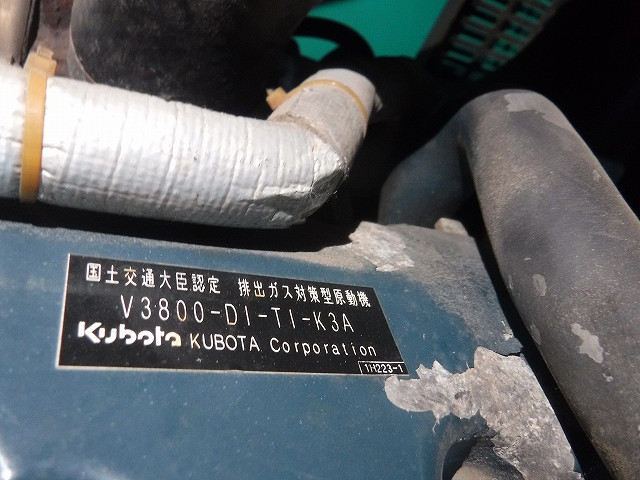 国土交通大臣認定 排出ガス対策型原動機
V3800-DI-TI-K3A
Kubota KUBOTA Corporation
1H223-1